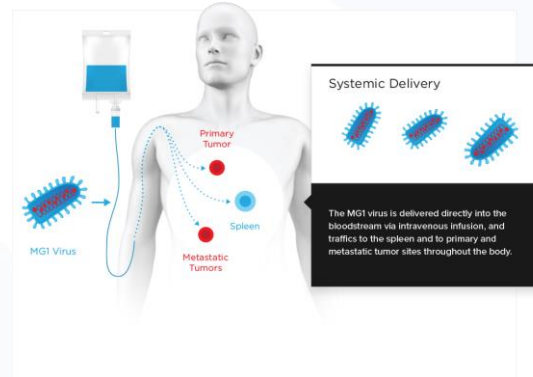 Systemic Delivery
Primary
Tumor
Spleen
MG1 Virus
Metastatic
Tumors
The MG1 virus is delivered directly into the
bloodstream via intravenous infusion, and
traffics to the spleen and to primary and
metastatic tumor sites throughout the body.